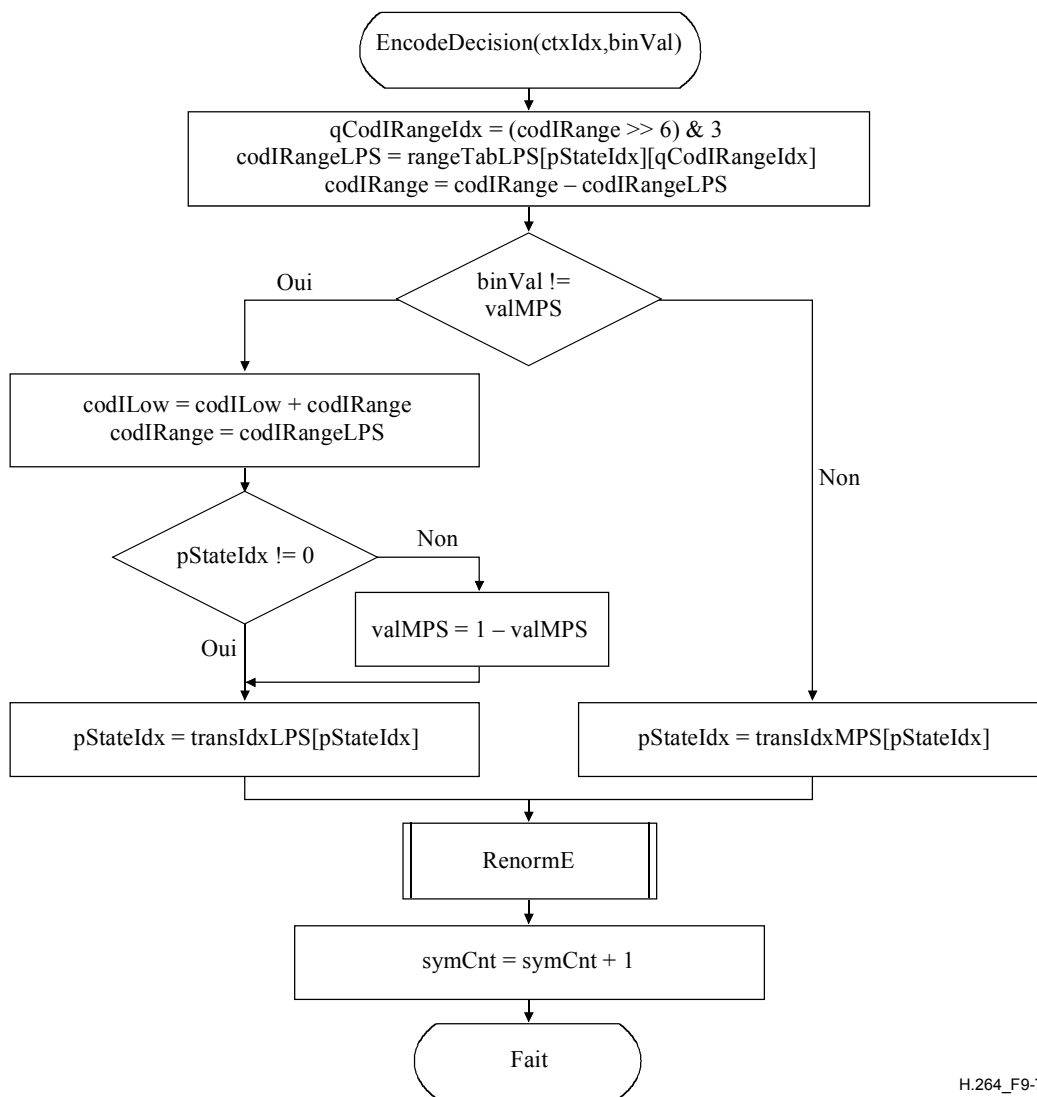 EncodeDecision(ctxIdx,binVal)
qCodIRangeIdx = (codIRange >> 6) & 3
codIRangeLPS = rangeTabLPS[pStateIdx][qCodIRangeIdx]
codIRange = codIRange – codIRangeLPS
binVal !=
valMPS
Oui
Non
codILow = codILow + codIRange
codIRange = codIRangeLPS
pStateIdx != 0
Non
valMPS = 1 – valMPS
Oui
pStateIdx = transIdxLPS[pStateIdx]
pStateIdx = transIdxMPS[pStateIdx]
RenormE
symCnt = symCnt + 1
Fait
H.264_F9-7